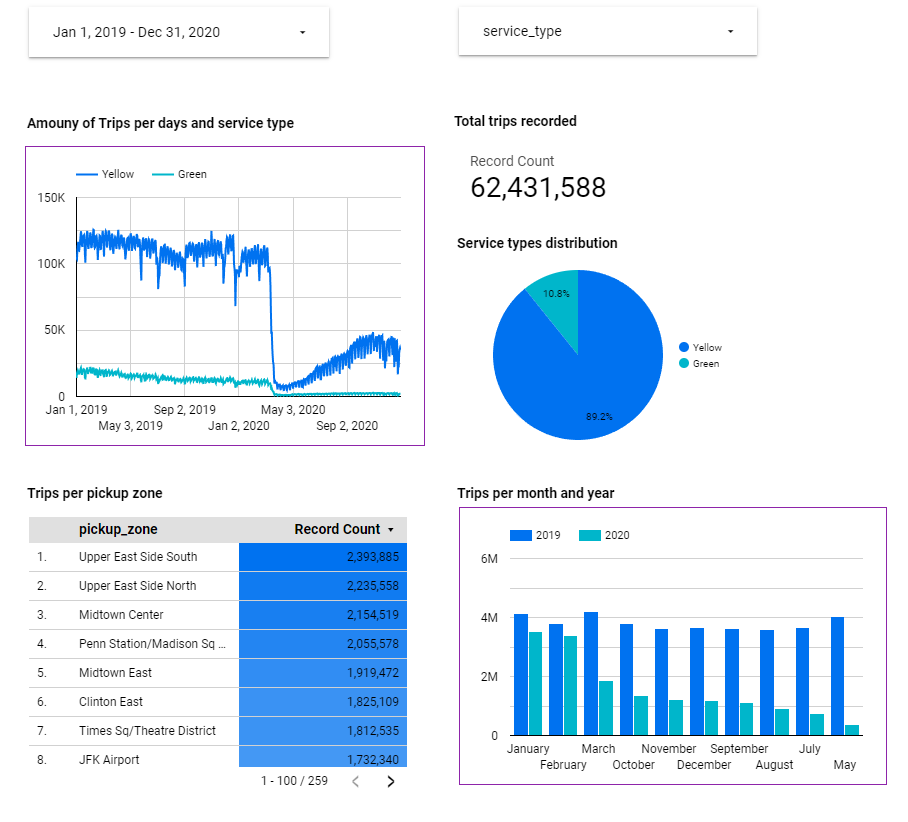 Jan 1, 2019 - Dec 31, 2020
service_type
Amouny of Trips per days and service type
Yellow Green
150K
100K
50K
0
Jan 1, 2019 Sep 2, 2019 May 3, 2020
May 3, 2019 Jan 2, 2020 Sep 2, 2020
Total trips recorded
Record Count
62,431,588
Service types distribution
10.8%
89.2%
Yellow
Green
Trips per pickup zone
pickup_zone Record Count
1. Upper East Side South 2,393,885
2. Upper East Side North 2,235,558
3. Midtown Center 2,154,519
4. Penn Station/Madison Sq ... 2,055,578
5. Midtown East 1,919,472
6. Clinton East 1,825,109
7. Times Sq/Theatre District 1,812,535
8. JFK Airport 1,732,340
1 - 100 / 259
Trips per month and year
2019 2020
6M
4M
2M
0
January March November September July
February October December August May